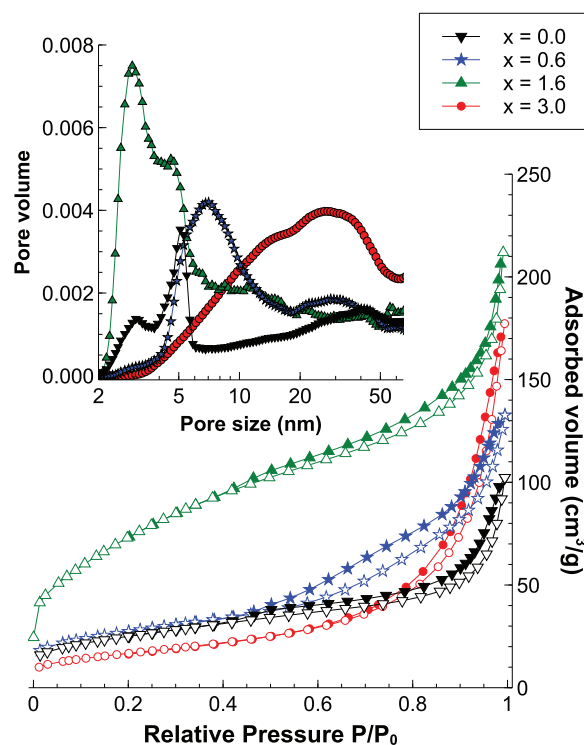 x = 0.0
x = 0.6
x = 1.6
x = 3.0
0.008
0.006
0.004
0.002
0.000
Pore volume
2 5 10 20 50
Pore size (nm)
250
200
150
100
50
0
Adsorbed volume (cm³/g)
0 0.2 0.4 0.6 0.8 1
Relative Pressure P/P₀